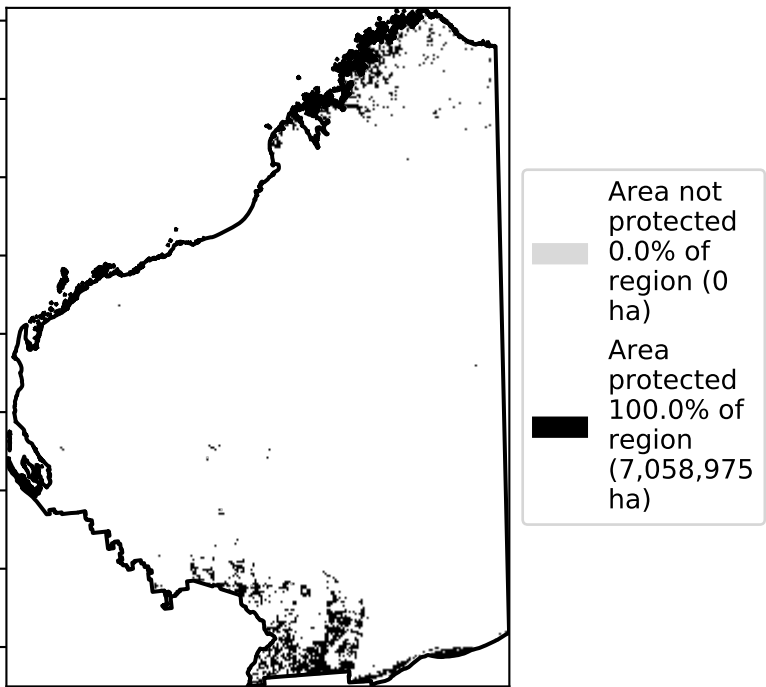 Area not
protected
0.0% of
region (0
ha)
Area
protected
100.0% of
region
(7,058,975
ha)